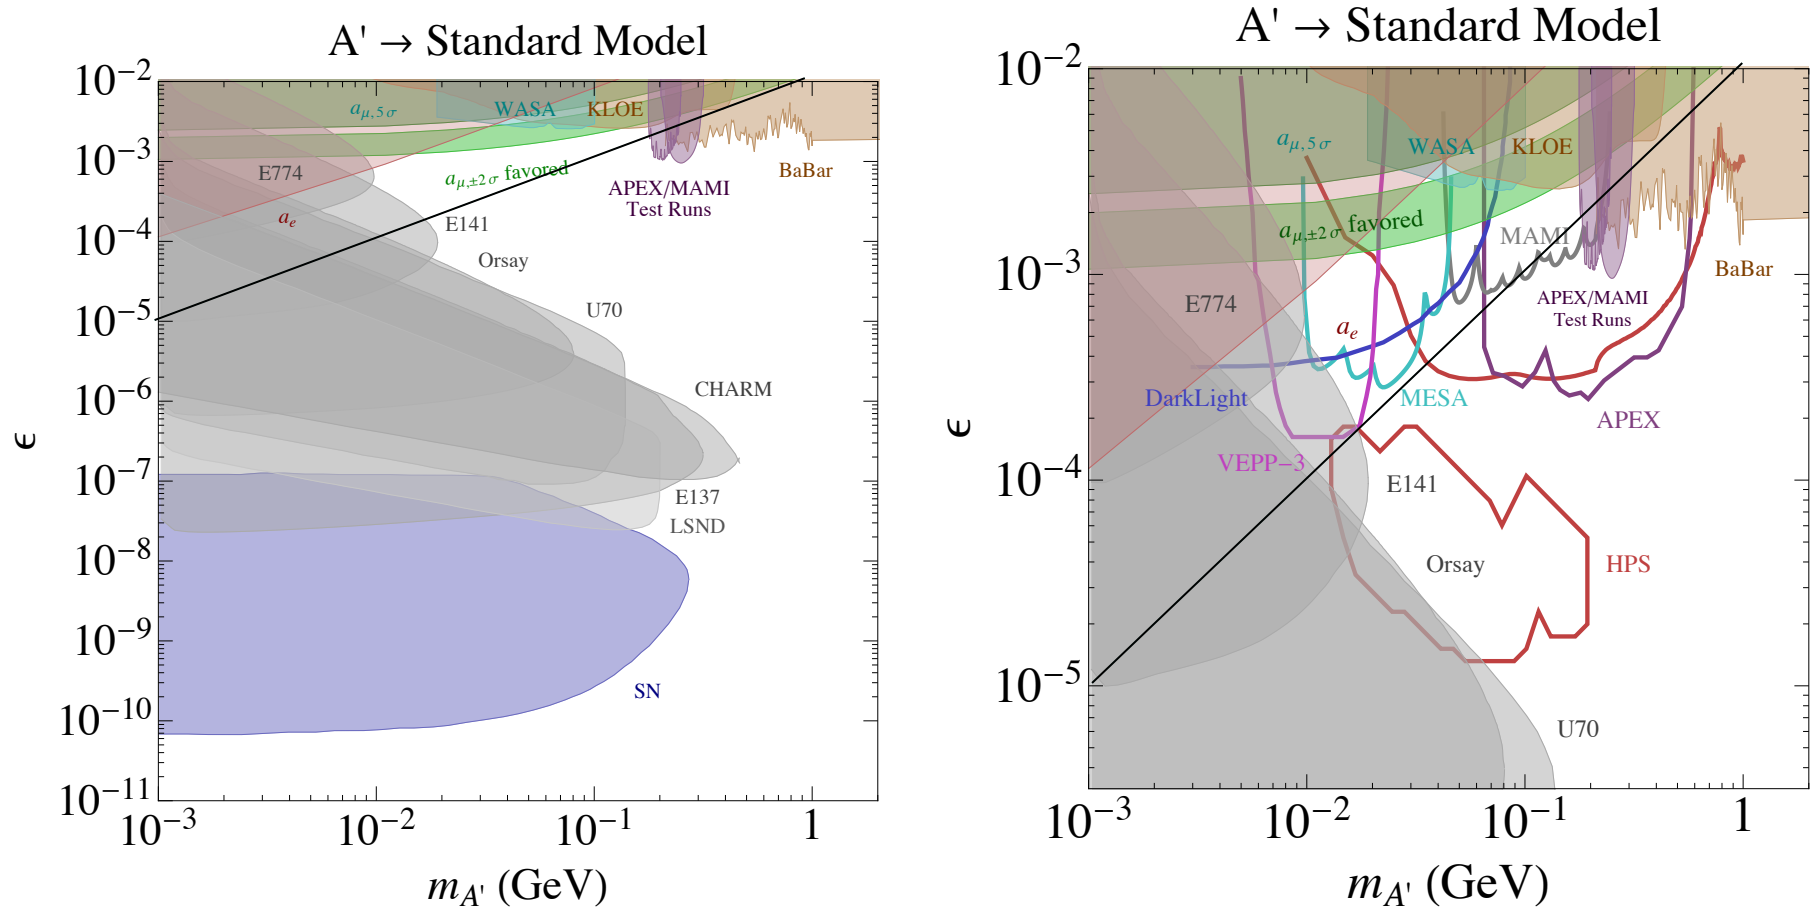 A' → Standard Model
10⁻²
10⁻³
10⁻⁴
10⁻⁵
10⁻⁶
10⁻⁷
10⁻⁸
10⁻⁹
10⁻¹⁰
10⁻¹¹
ϵ
a_{μ,5σ}
WASA
KLOE
E774
a_{μ,±2σ} favored
BaBar
APEX/MAMI
Test Runs
a_e
E141
Orsay
U70
CHARM
E137
LSND
SN
10⁻³
10⁻²
10⁻¹
1
m_{A'} (GeV)
A' → Standard Model
10⁻²
10⁻³
10⁻⁴
10⁻⁵
ϵ
a_{μ,5σ}
WASA
KLOE
a_{μ,±2σ} favored
MAMI
BaBar
E774
APEX/MAMI
Test Runs
a_e
DarkLight
MESA
APEX
VEPP−3
E141
Orsay
HPS
U70
10⁻³
10⁻²
10⁻¹
1
m_{A'} (GeV)